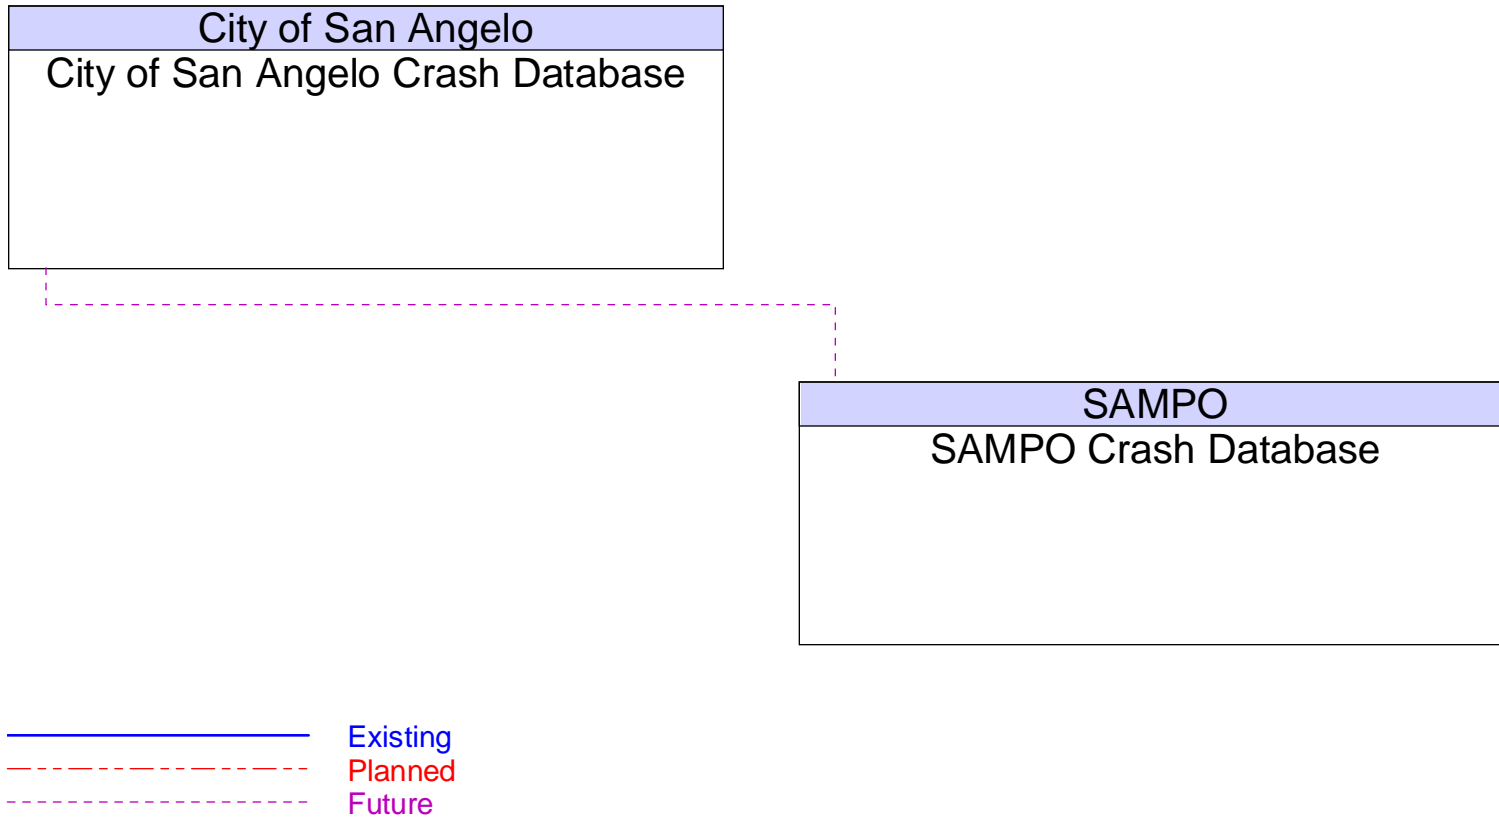 City of San Angelo
City of San Angelo Crash Database
SAMPO
SAMPO Crash Database
Existing
Planned
Future